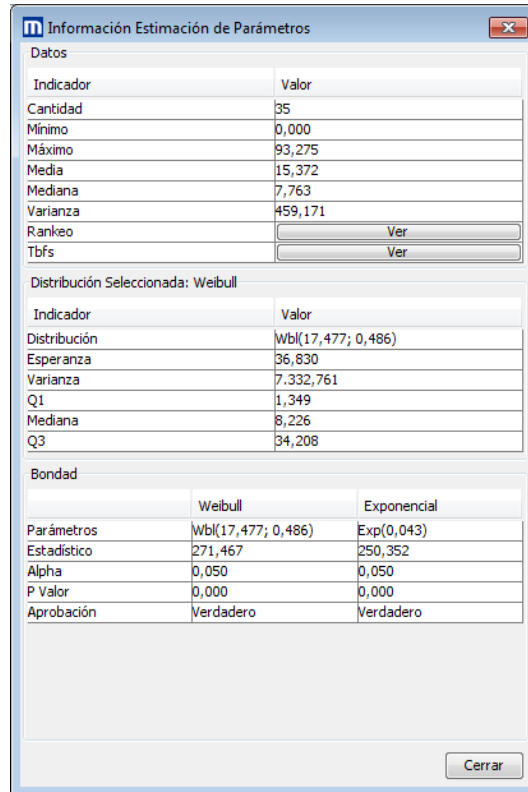 m Información Estimación de Parámetros
Datos
Indicador Valor
Cantidad 35
Mínimo 0,000
Máximo 93,275
Media 15,372
Mediana 7,763
Varianza 459,171
Rankeo Ver
Tbfs Ver
Distribución Seleccionada: Weibull
Indicador Valor
Distribución Wbl(17,477; 0,486)
Esperanza 36,830
Varianza 7.332,761
Q1 1,349
Mediana 8,226
Q3 34,208
Bondad
Weibull Exponencial
Parámetros Wbl(17,477; 0,486) Exp(0,043)
Estadístico 271,467 250,352
Alpha 0,050 0,050
P Valor 0,000 0,000
Aprobación Verdadero Verdadero
Cerrar